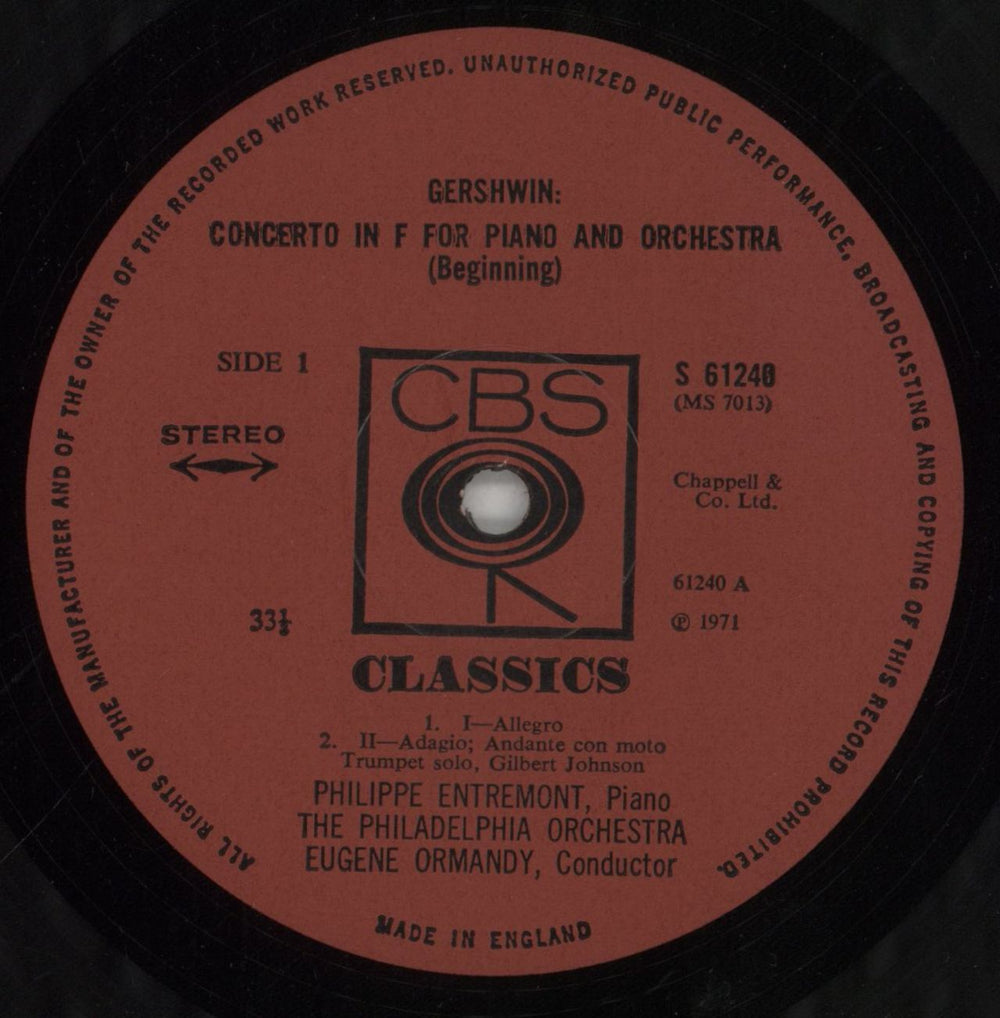 ALL RIGHTS OF THE MANUFACTURER AND OF THE OWNER OF THE RECORDED WORK RESERVED. UNAUTHORIZED PUBLIC PERFORMANCE, BROADCASTING AND COPYING OF THIS RECORD PROHIBITED.
GERSHWIN:
CONCERTO IN F FOR PIANO AND ORCHESTRA
(Beginning)
SIDE 1
STEREO
33⅓
CBS
S 61240
(MS 7013)
Chappell &
Co. Ltd.
61240 A
℗ 1971
CLASSICS
1. I—Allegro
2. II—Adagio; Andante con moto
Trumpet solo, Gilbert Johnson
PHILIPPE ENTREMONT, Piano
THE PHILADELPHIA ORCHESTRA
EUGENE ORMANDY, Conductor
MADE IN ENGLAND